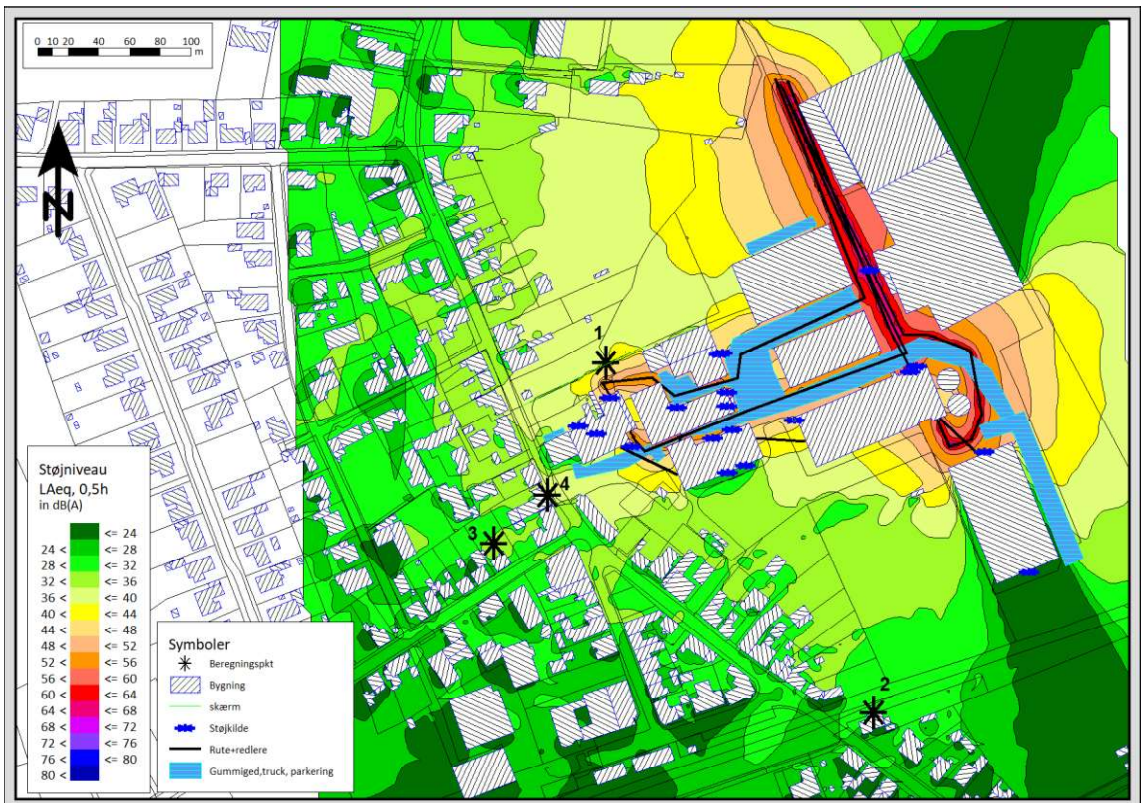 0 10 20 40 60 80 100
m
N
1
4
3
2
Støjniveau
LAeq, 0,5h
in dB(A)
<= 24
24 < <= 28
28 < <= 32
32 < <= 36
36 < <= 40
40 < <= 44
44 < <= 48
48 < <= 52
52 < <= 56
56 < <= 60
60 < <= 64
64 < <= 68
68 < <= 72
72 < <= 76
76 < <= 80
80 <
Symboler
Beregningspkt
Bygning
skærm
Støjkilde
Rute+redlere
Gummiged,truck, parkering